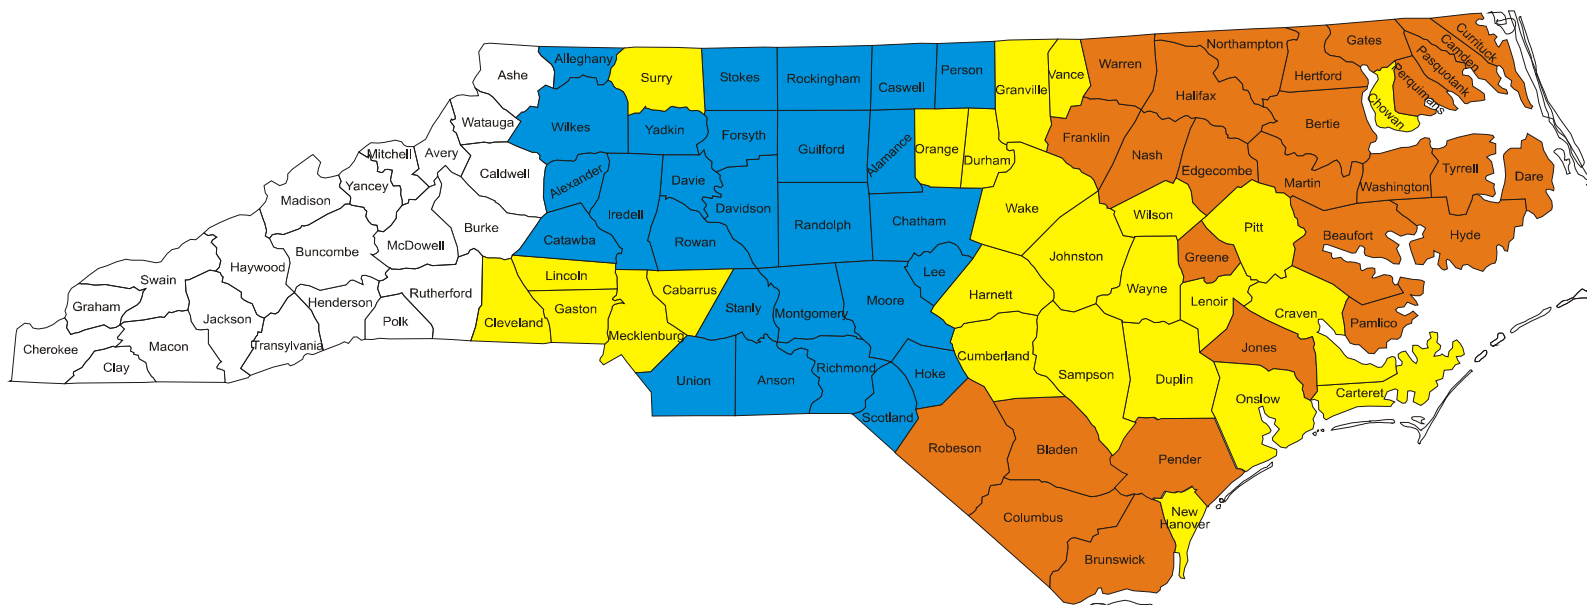 Ashe
Alleghany
Surry
Stokes
Rockingham
Caswell
Person
Granville
Vance
Warren
Northampton
Gates
Currituck
Camden
Pasquotank
Perquimans
Chowan
Hertford
Halifax
Bertie
Watauga
Wilkes
Yadkin
Forsyth
Guilford
Alamance
Orange
Durham
Franklin
Nash
Edgecombe
Martin
Washington
Tyrrell
Dare
Mitchell
Avery
Caldwell
Alexander
Davie
Yancey
Madison
Iredell
Davidson
Randolph
Chatham
Wake
Wilson
Pitt
Beaufort
Hyde
Burke
McDowell
Buncombe
Catawba
Rowan
Haywood
Swain
Lincoln
Cabarrus
Lee
Johnston
Greene
Wayne
Lenoir
Craven
Pamlico
Graham
Jackson
Henderson
Rutherford
Polk
Cleveland
Gaston
Mecklenburg
Stanly
Montgomery
Moore
Harnett
Cherokee
Clay
Macon
Transylvania
Union
Anson
Richmond
Hoke
Scotland
Cumberland
Sampson
Duplin
Jones
Onslow
Carteret
Robeson
Bladen
Pender
Columbus
New
Hanover
Brunswick